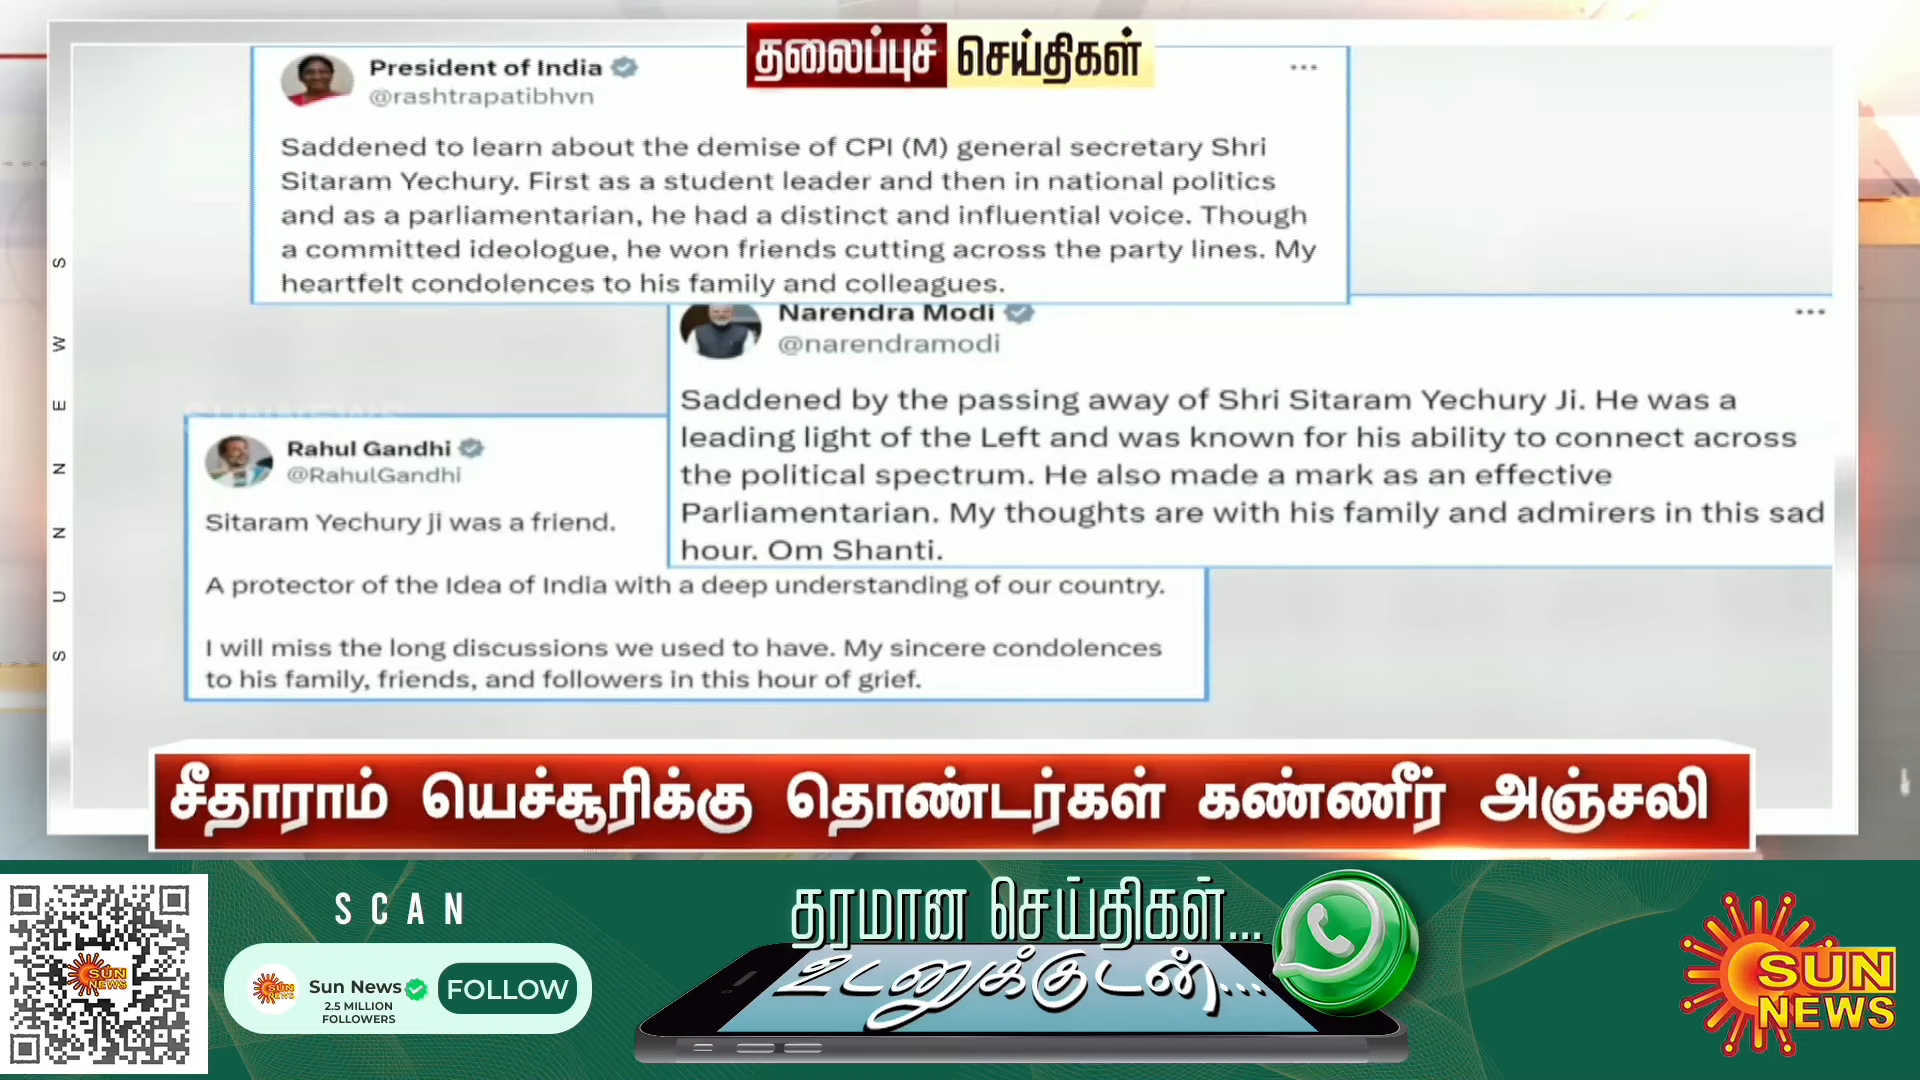 தலைப்புச் செய்திகள்
President of India
@rashtrapatibhvn
Saddened to learn about the demise of CPI (M) general secretary Shri
Sitaram Yechury. First as a student leader and then in national politics
and as a parliamentarian, he had a distinct and influential voice. Though
a committed ideologue, he won friends cutting across the party lines. My
heartfelt condolences to his family and colleagues.
Narendra Modi
@narendramodi
Saddened by the passing away of Shri Sitaram Yechury Ji. He was a
leading light of the Left and was known for his ability to connect across
the political spectrum. He also made a mark as an effective
Parliamentarian. My thoughts are with his family and admirers in this sad
hour. Om Shanti.
Rahul Gandhi
@RahulGandhi
Sitaram Yechury ji was a friend.
A protector of the Idea of India with a deep understanding of our country.
I will miss the long discussions we used to have. My sincere condolences
to his family, friends, and followers in this hour of grief.
SUN NEWS
சீதாராம் யெச்சூரிக்கு தொண்டர்கள் கண்ணீர் அஞ்சலி
SCAN
SUN
NEWS
SUN
NEWS
Sun News
2.5 MILLION
FOLLOWERS
FOLLOW
தரமான செய்திகள்...
உடனுக்குடன்...
SUN
NEWS